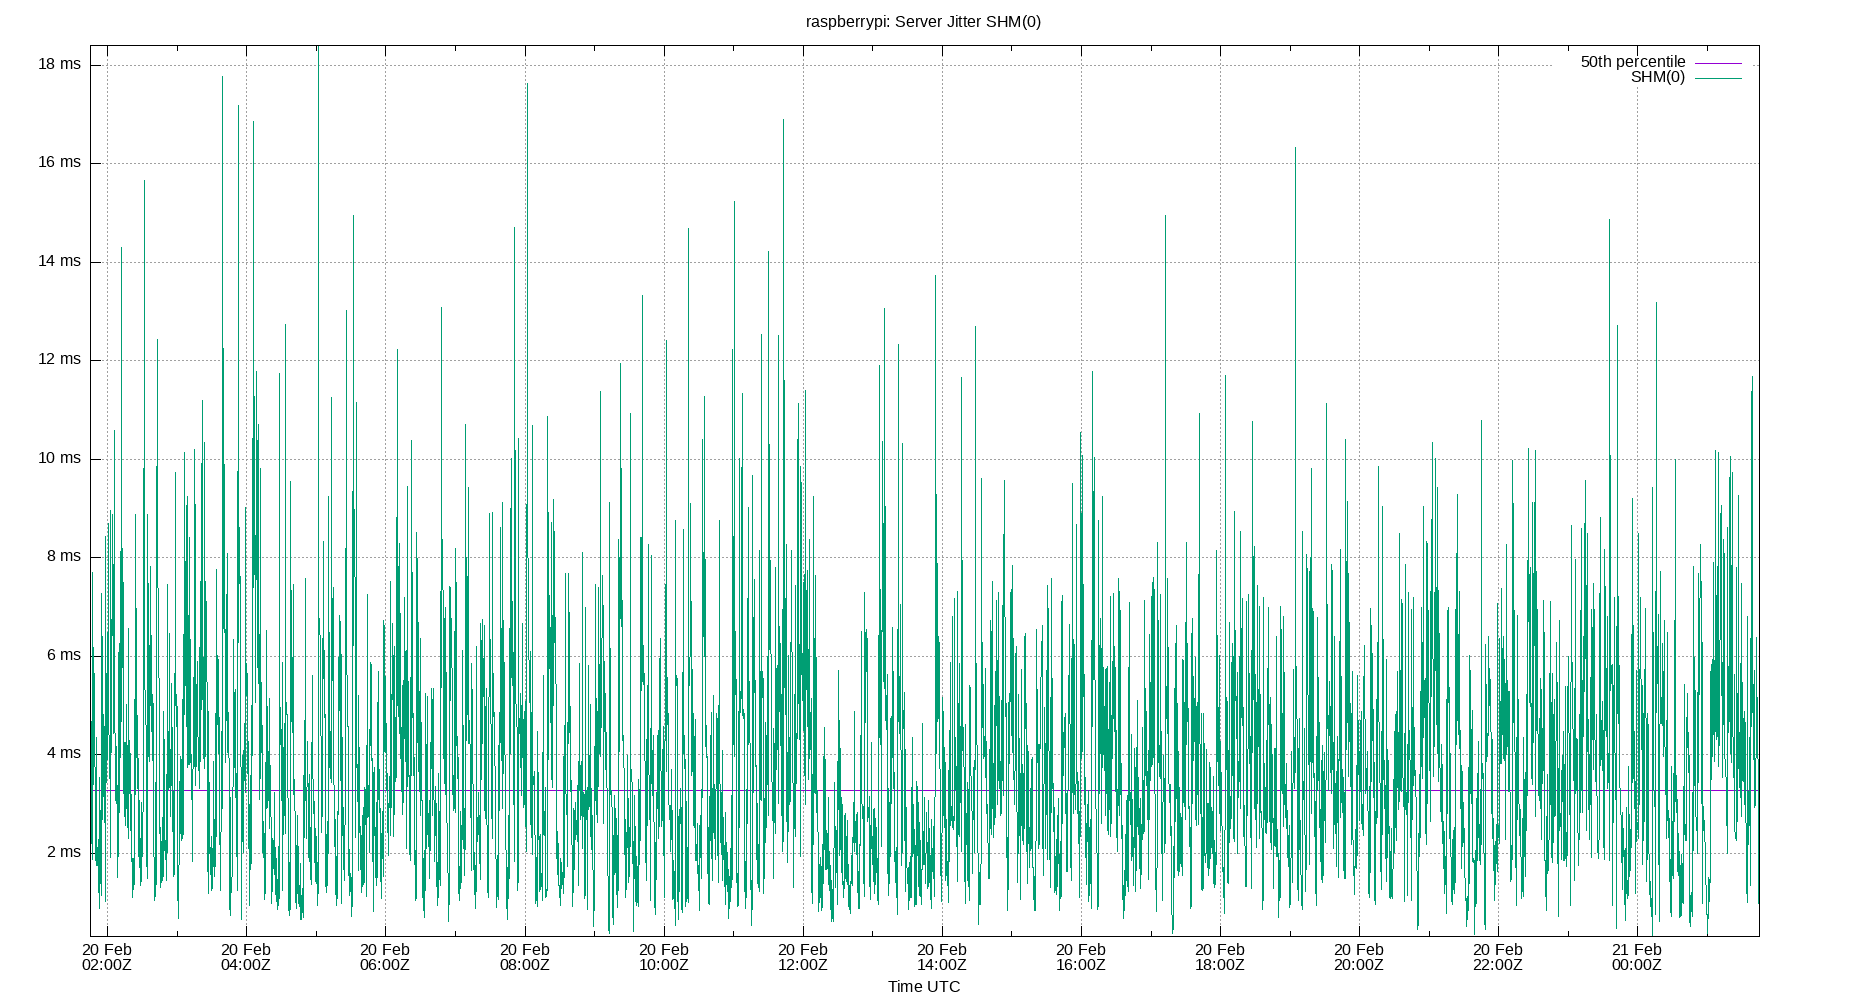 raspberrypi: Server Jitter SHM(0)
50th percentile
SHM(0)
18 ms
16 ms
14 ms
12 ms
10 ms
8 ms
6 ms
4 ms
2 ms
20 Feb 20 Feb 20 Feb 20 Feb 20 Feb 20 Feb 20 Feb 20 Feb 20 Feb 20 Feb 20 Feb 21 Feb
02:00Z 04:00Z 06:00Z 08:00Z 10:00Z 12:00Z 14:00Z 16:00Z 18:00Z 20:00Z 22:00Z 00:00Z
Time UTC